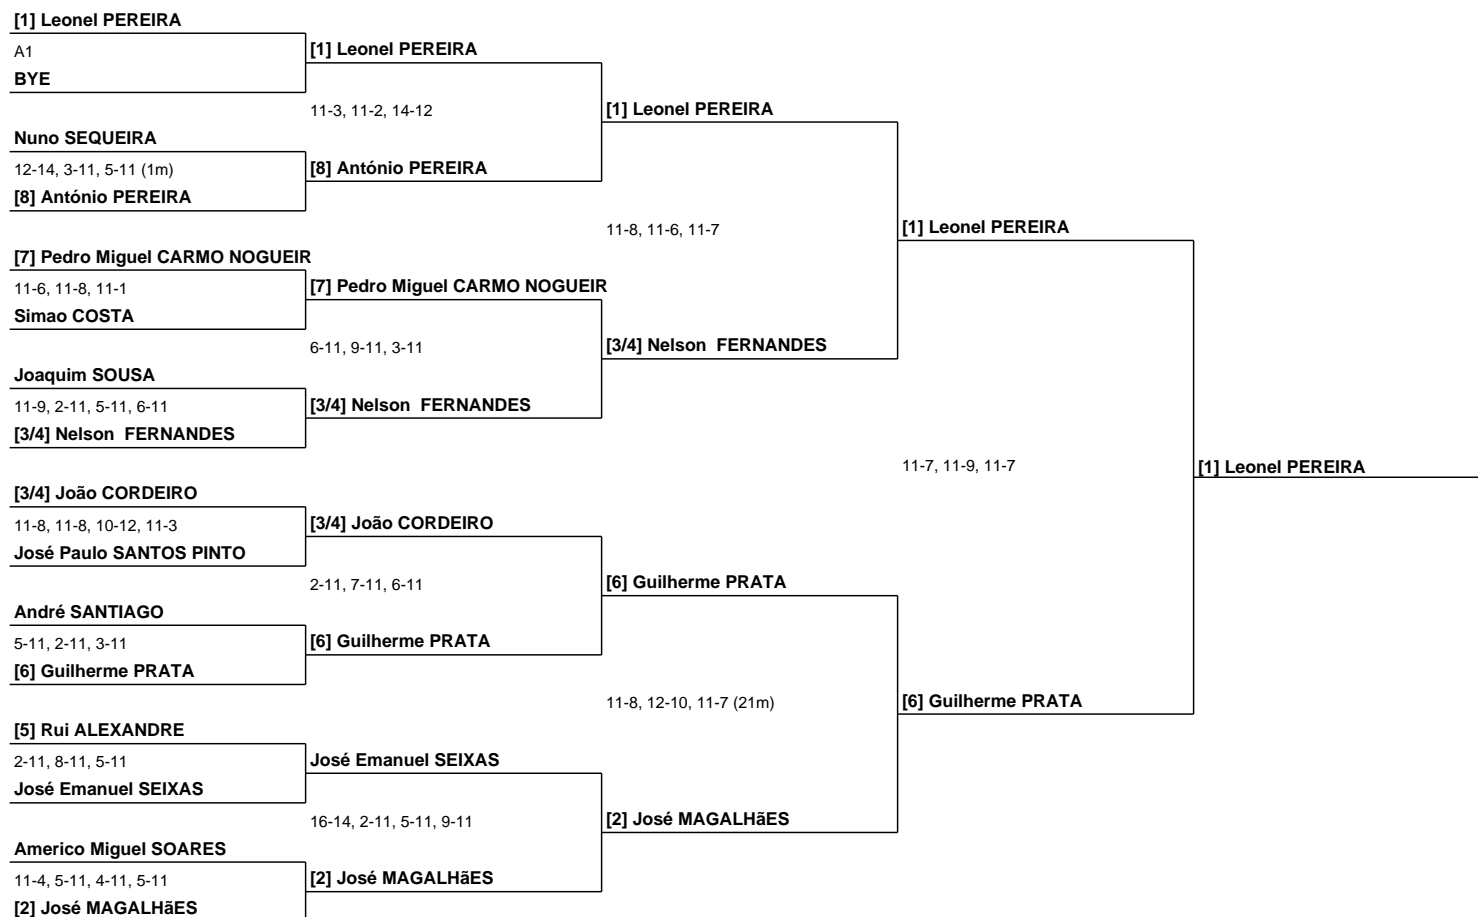 [1] Leonel PEREIRA
A1
BYE
Nuno SEQUEIRA
12-14, 3-11, 5-11 (1m)
[8] António PEREIRA
[7] Pedro Miguel CARMO NOGUEIR
11-6, 11-8, 11-1
Simao COSTA
Joaquim SOUSA
11-9, 2-11, 5-11, 6-11
[3/4] Nelson  FERNANDES
[3/4] João CORDEIRO
11-8, 11-8, 10-12, 11-3
José Paulo SANTOS PINTO
André SANTIAGO
5-11, 2-11, 3-11
[6] Guilherme PRATA
[5] Rui ALEXANDRE
2-11, 8-11, 5-11
José Emanuel SEIXAS
Americo Miguel SOARES
11-4, 5-11, 4-11, 5-11
[2] José MAGALHãES
[1] Leonel PEREIRA
11-3, 11-2, 14-12
[8] António PEREIRA
[7] Pedro Miguel CARMO NOGUEIR
6-11, 9-11, 3-11
[3/4] Nelson  FERNANDES
[3/4] João CORDEIRO
2-11, 7-11, 6-11
[6] Guilherme PRATA
José Emanuel SEIXAS
16-14, 2-11, 5-11, 9-11
[2] José MAGALHãES
[1] Leonel PEREIRA
11-8, 11-6, 11-7
[3/4] Nelson  FERNANDES
[6] Guilherme PRATA
11-8, 12-10, 11-7 (21m)
[2] José MAGALHãES
[1] Leonel PEREIRA
11-7, 11-9, 11-7
[6] Guilherme PRATA
[1] Leonel PEREIRA